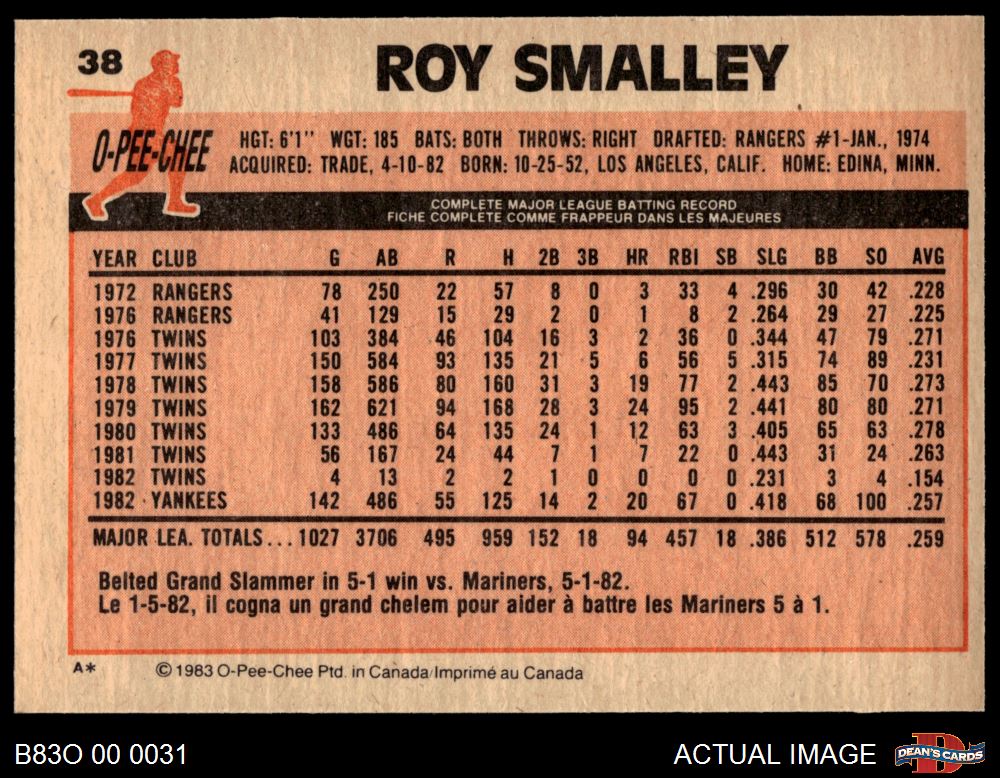 38
ROY SMALLEY
O-PEE-CHEE
HGT: 6'1" WGT: 185 BATS: BOTH THROWS: RIGHT DRAFTED: RANGERS #1-JAN., 1974
ACQUIRED: TRADE, 4-10-82 BORN: 10-25-52, LOS ANGELES, CALIF. HOME: EDINA, MINN.
COMPLETE MAJOR LEAGUE BATTING RECORD
FICHE COMPLETE COMME FRAPPEUR DANS LES MAJEURES
YEAR CLUB G AB R H 2B 3B HR RBI SB SLG BB SO AVG
1972 RANGERS 78 250 22 57 8 0 3 33 4 .296 30 42 .228
1976 RANGERS 41 129 15 29 2 0 1 8 2 .264 29 27 .225
1976 TWINS 103 384 46 104 16 3 2 36 0 .344 47 79 .271
1977 TWINS 150 584 93 135 21 5 6 56 5 .315 74 89 .231
1978 TWINS 158 586 80 160 31 3 19 77 2 .443 85 70 .273
1979 TWINS 162 621 94 168 28 3 24 95 2 .441 80 80 .271
1980 TWINS 133 486 64 135 24 1 12 63 3 .405 65 63 .278
1981 TWINS 56 167 24 44 7 1 7 22 0 .443 31 24 .263
1982 TWINS 4 13 2 2 1 0 0 0 0 .231 3 4 .154
1982 YANKEES 142 486 55 125 14 2 20 67 0 .418 68 100 .257
MAJOR LEA. TOTALS...1027 3706 495 959 152 18 94 457 18 .386 512 578 .259
Belted Grand Slammer in 5-1 win vs. Mariners, 5-1-82.
Le 1-5-82, il cogna un grand chelem pour aider à battre les Mariners 5 à 1.
A* © 1983 O-Pee-Chee Ptd. in Canada/Imprimé au Canada
B83O 00 0031 ACTUAL IMAGE DEAN'S CARDS